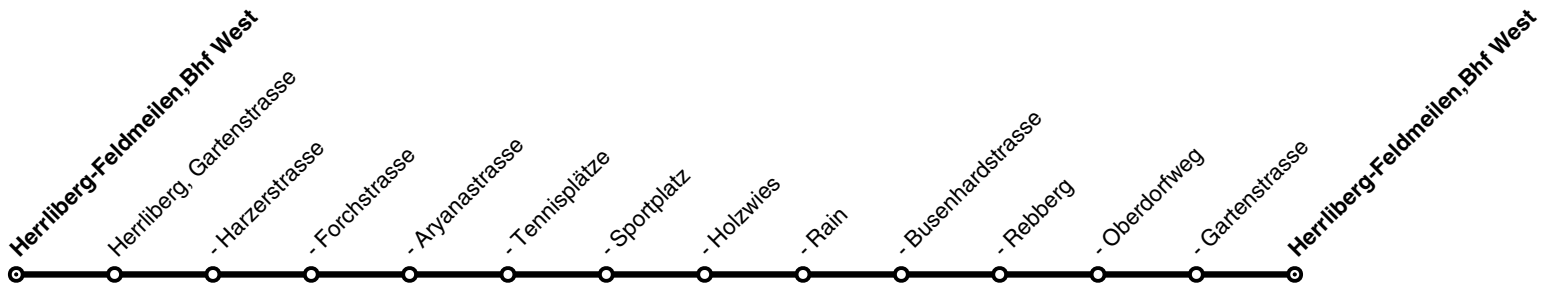 Herrliberg-Feldmeilen,Bhf West
Herrliberg, Gartenstrasse
- Harzerstrasse
- Forchstrasse
- Aryanastrasse
- Tennisplätze
- Sportplatz
- Holzwies
- Rain
- Busenhardstrasse
- Rebberg
- Oberdorfweg
- Gartenstrasse
Herrliberg-Feldmeilen,Bhf West